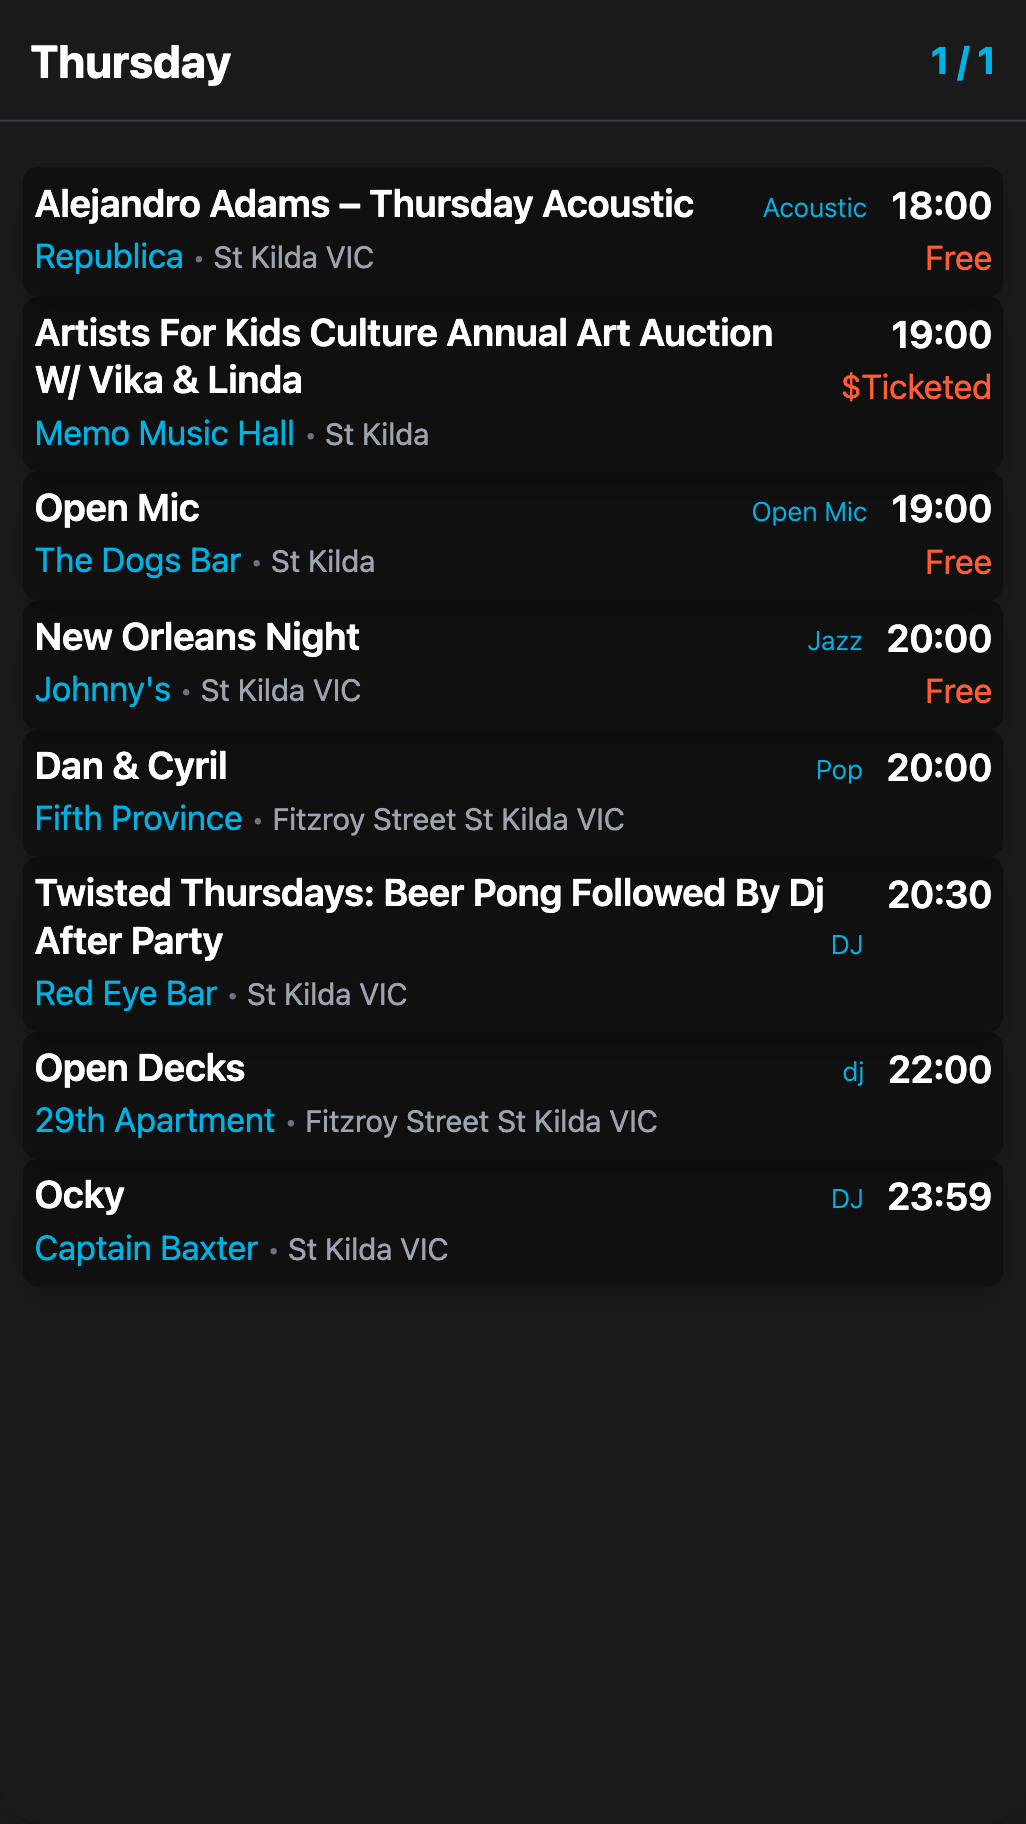 Thursday 1 / 1
Alejandro Adams – Thursday Acoustic Acoustic 18:00
Republica • St Kilda VIC Free
Artists For Kids Culture Annual Art Auction 19:00
W/ Vika & Linda $Ticketed
Memo Music Hall • St Kilda
Open Mic Open Mic 19:00
The Dogs Bar • St Kilda Free
New Orleans Night Jazz 20:00
Johnny's • St Kilda VIC Free
Dan & Cyril Pop 20:00
Fifth Province • Fitzroy Street St Kilda VIC
Twisted Thursdays: Beer Pong Followed By Dj 20:30
After Party DJ
Red Eye Bar • St Kilda VIC
Open Decks dj 22:00
29th Apartment • Fitzroy Street St Kilda VIC
Ocky DJ 23:59
Captain Baxter • St Kilda VIC